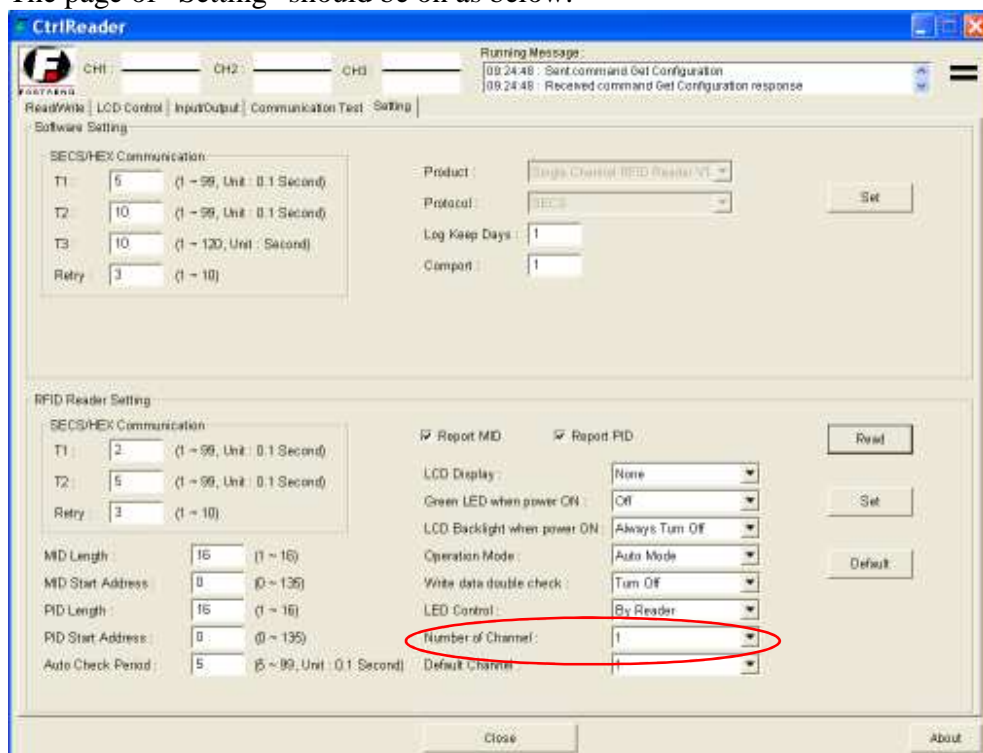 The page of "Setting" should be on as below:
CtrlReader
Running Message :
CH1 : CH2 : CH3 :
09:24:48 : Sent command Get Configuration
09:24:48 : Received command Get Configuration response
FORTREND
Read/Write LCD Control Input/Output Communication Test Setting
Software Setting
SECS/HEX Communication
T1 : 5 (1 ~ 99, Unit : 0.1 Second)
T2 : 10 (1 ~ 99, Unit : 0.1 Second)
T3 : 10 (1 ~ 120, Unit : Second)
Retry : 3 (1 ~ 10)
Product : Single Channel RFID Reader V1
Protocol : SECS
Log Keep Days : 1
Comport : 1
Set
RFID Reader Setting
SECS/HEX Communication
T1 : 2 (1 ~ 99, Unit : 0.1 Second)
T2 : 5 (1 ~ 99, Unit : 0.1 Second)
Retry : 3 (1 ~ 10)
MID Length : 16 (1 ~ 16)
MID Start Address : 0 (0 ~ 135)
PID Length : 16 (1 ~ 16)
PID Start Address : 0 (0 ~ 135)
Auto Check Period : 5 (5 ~ 99, Unit : 0.1 Second)
Report MID Report PID
LCD Display : None
Green LED when power ON : Off
LCD Backlight when power ON : Always Turn Off
Operation Mode : Auto Mode
Write data double check : Turn Off
LED Control : By Reader
Number of Channel : 1
Default Channel : 1
Read
Set
Default
Close
About